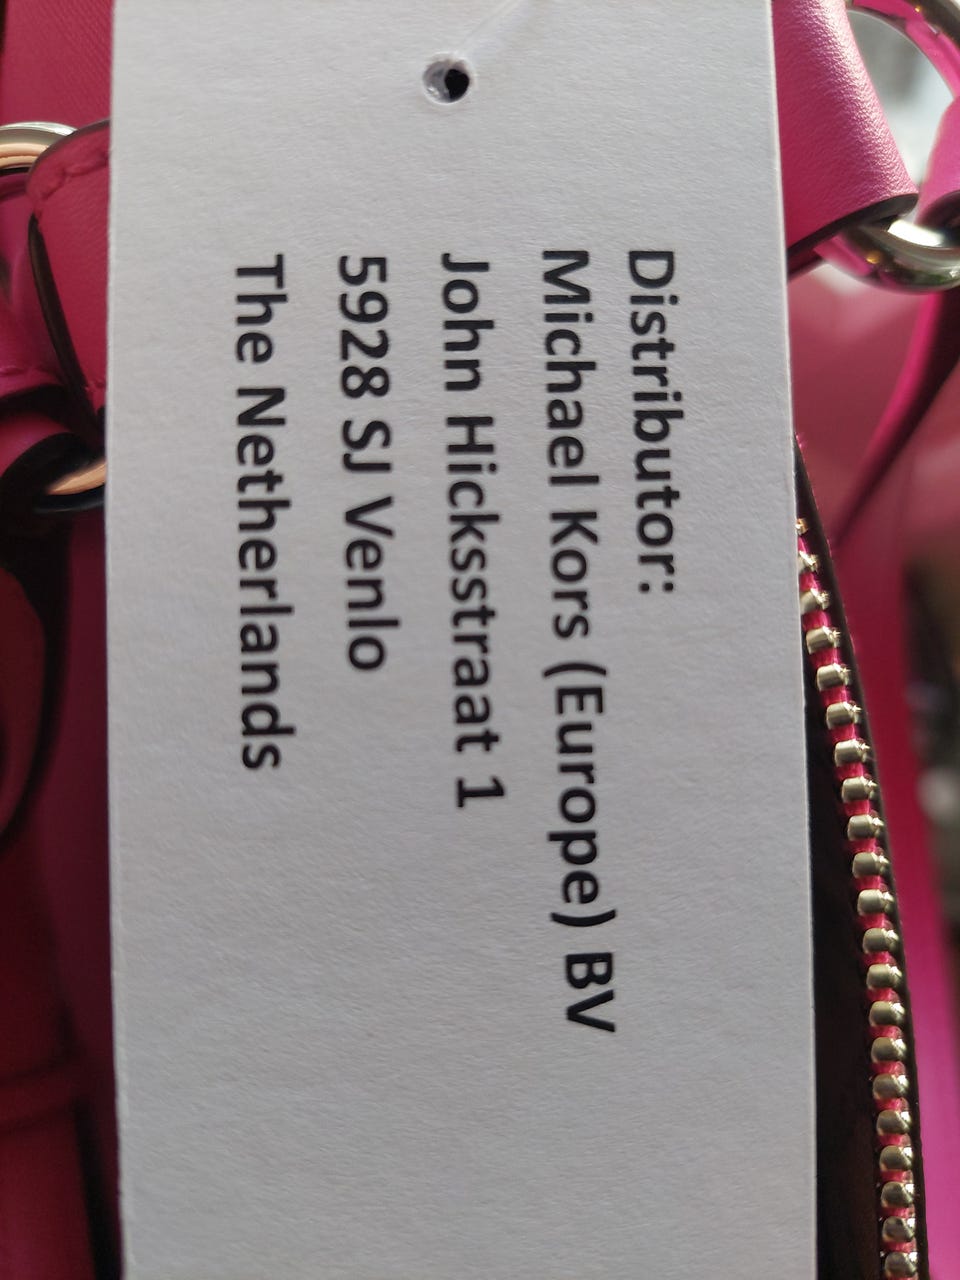 Distributor:
Michael Kors (Europe) BV
John Hicksstraat 1
5928 SJ Venlo
The Netherlands